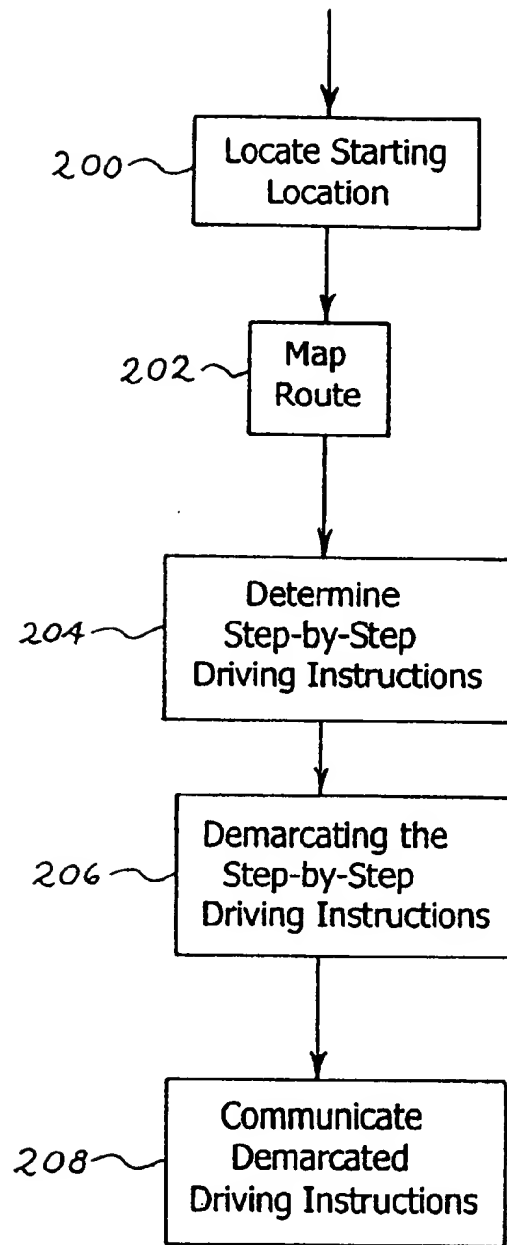 200
Locate Starting
Location
202
Map
Route
204
Determine
Step-by-Step
Driving Instructions
206
Demarcating the
Step-by-Step
Driving Instructions
208
Communicate
Demarcated
Driving Instructions